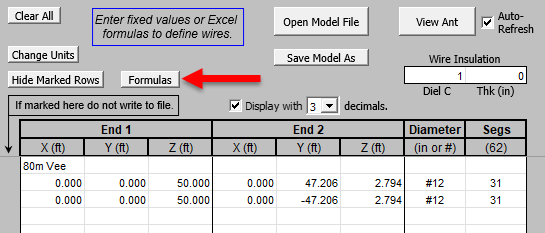 Clear All
Enter fixed values or Excel
formulas to define wires.
Open Model File
View Ant
Auto-
Refresh
Change Units
Save Model As
Wire Insulation
Hide Marked Rows
Formulas
1 0
Diel C Thk (in)
If marked here do not write to file.
Display with 3 decimals.
End 1 End 2 Diameter Segs
X (ft) Y (ft) Z (ft) X (ft) Y (ft) Z (ft) (in or #) (62)
80m Vee
0.000 0.000 50.000 0.000 47.206 2.794 #12 31
0.000 0.000 50.000 0.000 -47.206 2.794 #12 31